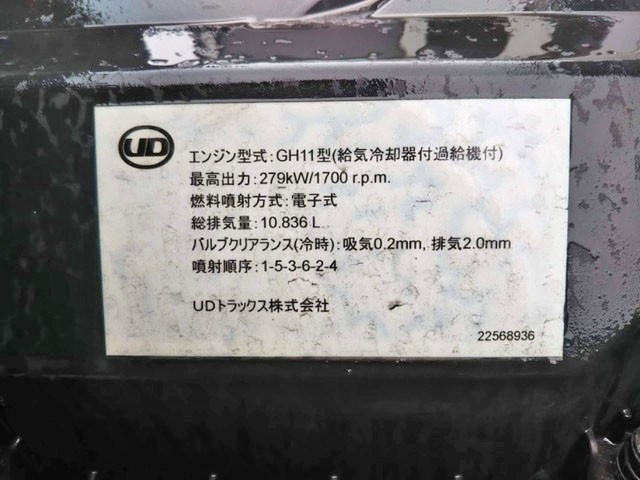 UD
エンジン型式:GH11型(給気冷却器付過給機付)
最高出力:279kW/1700 r.p.m.
燃料噴射方式:電子式
総排気量:10.836 L
バルブクリアランス(冷時):吸気0.2mm, 排気2.0mm
噴射順序:1-5-3-6-2-4
UDトラックス株式会社
22568936